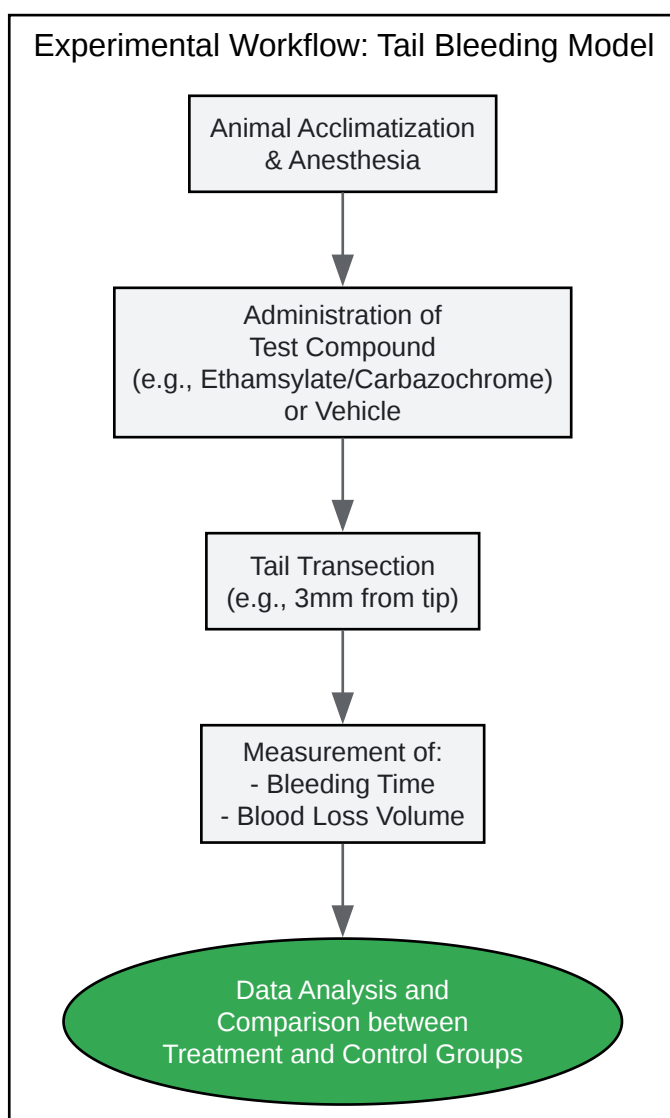 Experimental Workflow: Tail Bleeding Model
Animal Acclimatization
& Anesthesia
Administration of
Test Compound
(e.g., Ethamsylate/Carbazochrome)
or Vehicle
Tail Transection
(e.g., 3mm from tip)
Measurement of:
- Bleeding Time
- Blood Loss Volume
Data Analysis and
Comparison between
Treatment and Control Groups